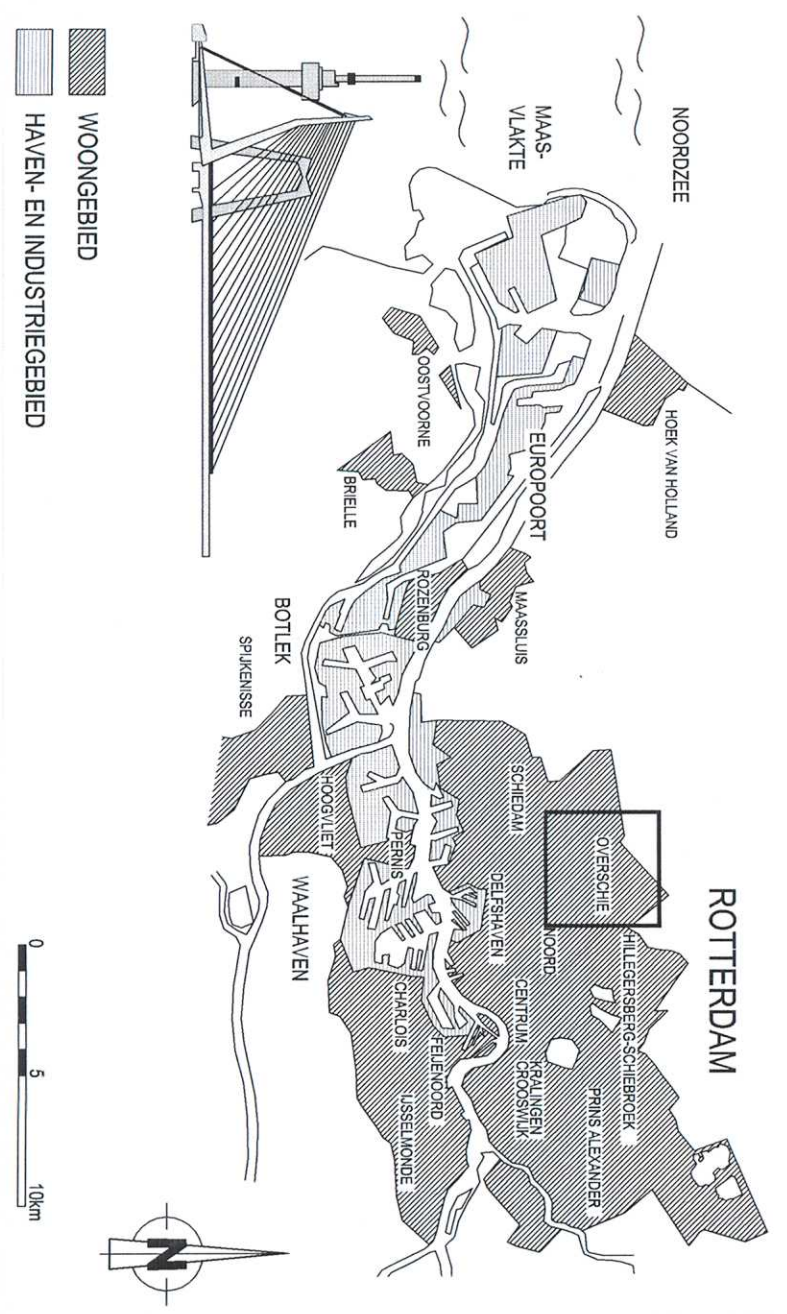 ROTTERDAM
NOORDZEE
HOEK VAN HOLLAND
MAAS-
VLAKTE
EUROPOORT
MAASSLUIS
OOSTVOORNE
BRIELLE
ROZENBURG
BOTLEK
SPIJKENISSE
SCHIEDAM
OVERSCHIE
HILLEGERSBERG-SCHIEBROEK
PRINS ALEXANDER
NOORD
DELFSHAVEN
CENTRUM
KRALINGEN
CROOSWIJK
PERNIS
HOOGVLIET
WAALHAVEN
CHARLOIS
FEIJENOORD
IJSSELMONDE
WOONGEBIED
HAVEN- EN INDUSTRIEGEBIED
0
5
10km
N